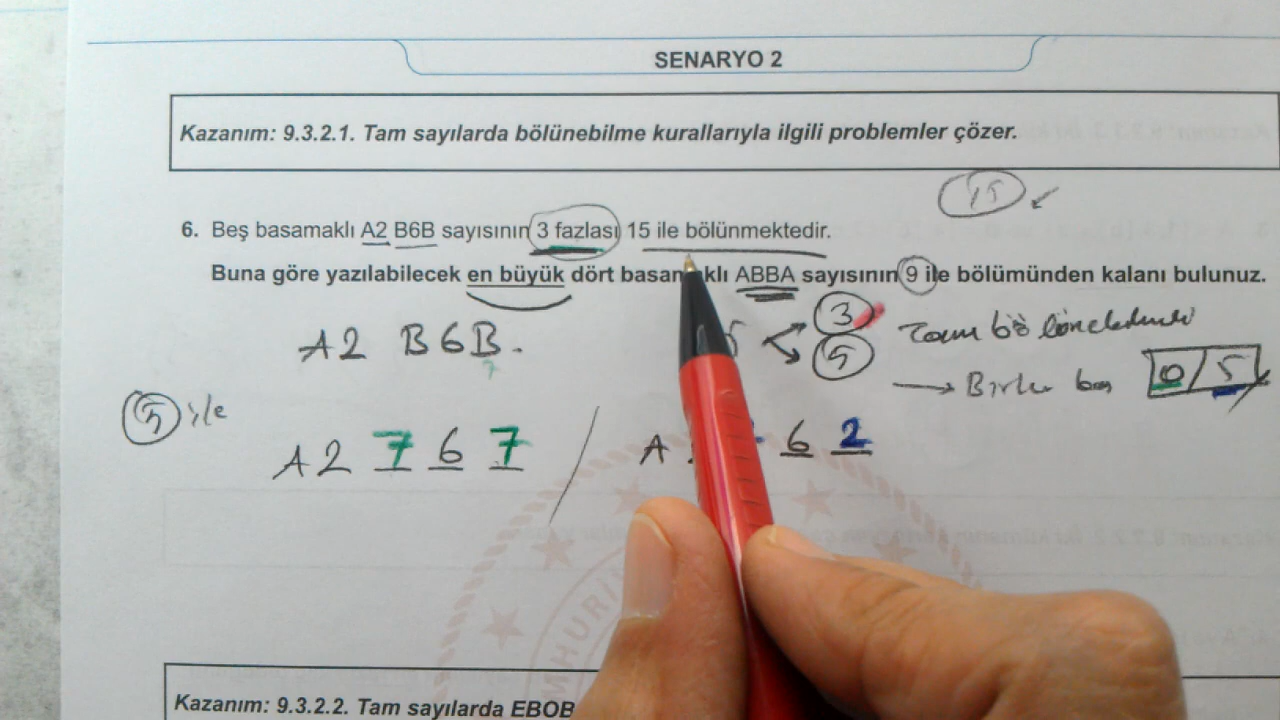 SENARYO 2
Kazanım: 9.3.2.1. Tam sayılarda bölünebilme kurallarıyla ilgili problemler çözer.
15
6. Beş basamaklı A2 B6B sayısının 3 fazlası 15 ile bölünmektedir.
Buna göre yazılabilecek en büyük dört basamaklı ABBA sayısının 9 ile bölümünden kalanı bulunuz.
A2 B6B. 3 Tam
7 5 Birler bas 0/5
5 ile
A2 7 6 7 / A 6 2
MHURİ
Kazanım: 9.3.2.2. Tam sayılarda EBOB